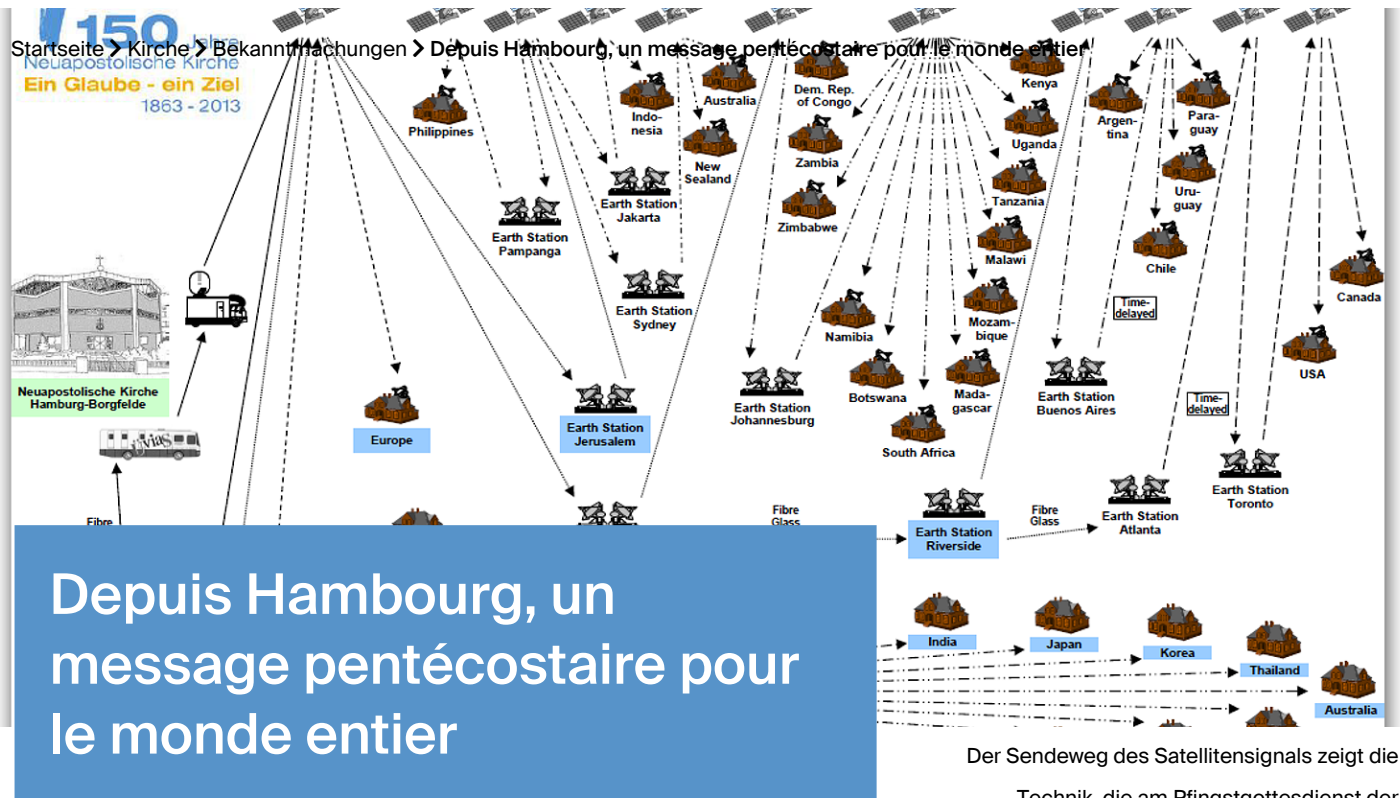 150 Jahre
Startseite > Kirche > Bekanntmachungen > Depuis Hambourg, un message pentécostaire pour le monde entier
Neuapostolische Kirche
Ein Glaube - ein Ziel
1863 - 2013
Philippines
Indo-
nesia
Australia
New
Sealand
Earth Station
Jakarta
Earth Station
Pampanga
Earth Station
Sydney
Dem. Rep.
of Congo
Zambia
Zimbabwe
Kenya
Uganda
Tanzania
Malawi
Mozam-
bique
Namibia
Botswana
Mada-
gascar
South Africa
Argen-
tina
Para-
guay
Uru-
guay
Chile
Canada
USA
Time-
delayed
Time-
delayed
Neuapostolische Kirche
Hamburg-Borgfelde
vias
Europe
Earth Station
Jerusalem
Earth Station
Johannesburg
Earth Station
Buenos Aires
Earth Station
Toronto
Earth Station
Atlanta
Earth Station
Riverside
Fibre
Fibre
Glass
Fibre
Glass
India
Japan
Korea
Thailand
Australia
Depuis Hambourg, un
message pentécostaire pour
le monde entier
Der Sendeweg des Satellitensignals zeigt die
Technik, die am Pfingstgottesdienst der